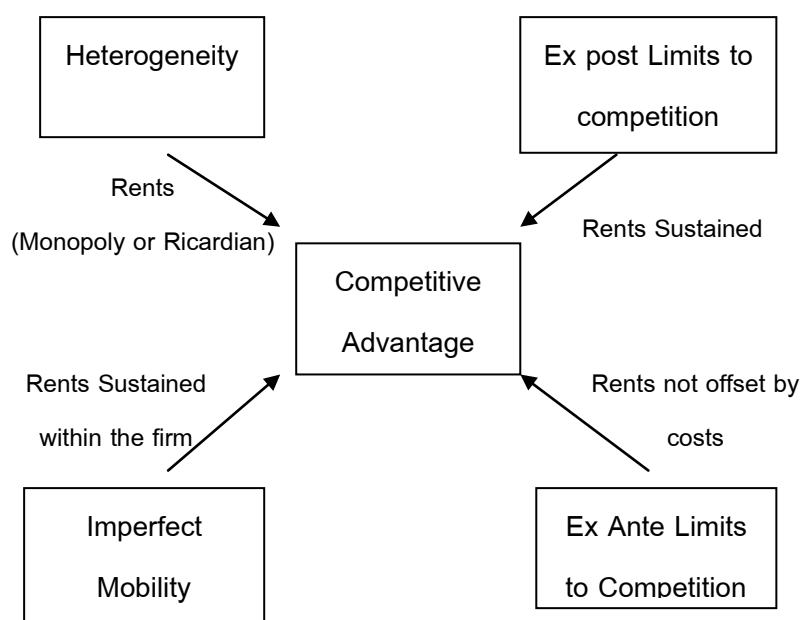 Heterogeneity
Ex post Limits to
competition
Rents
(Monopoly or Ricardian)
Rents Sustained
Competitive
Advantage
Rents Sustained
within the firm
Rents not offset by
costs
Imperfect
Mobility
Ex Ante Limits
to Competition